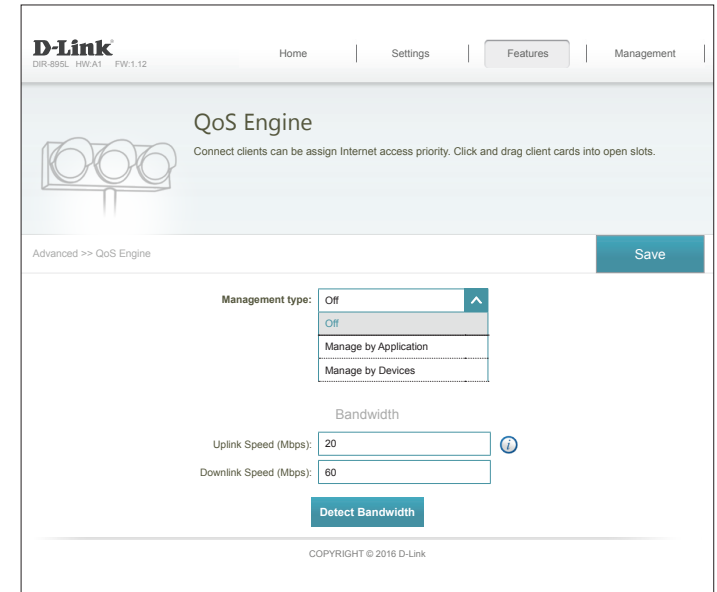 D-Link
DIR-895L HW:A1 FW:1.12
Home
Settings
Features
Management
QoS Engine
Connect clients can be assign Internet access priority. Click and drag client cards into open slots.
Advanced >> QoS Engine
Save
Management type: Off
Off
Manage by Application
Manage by Devices
Bandwidth
Uplink Speed (Mbps): 20
i
Downlink Speed (Mbps): 60
Detect Bandwidth
COPYRIGHT © 2016 D-Link